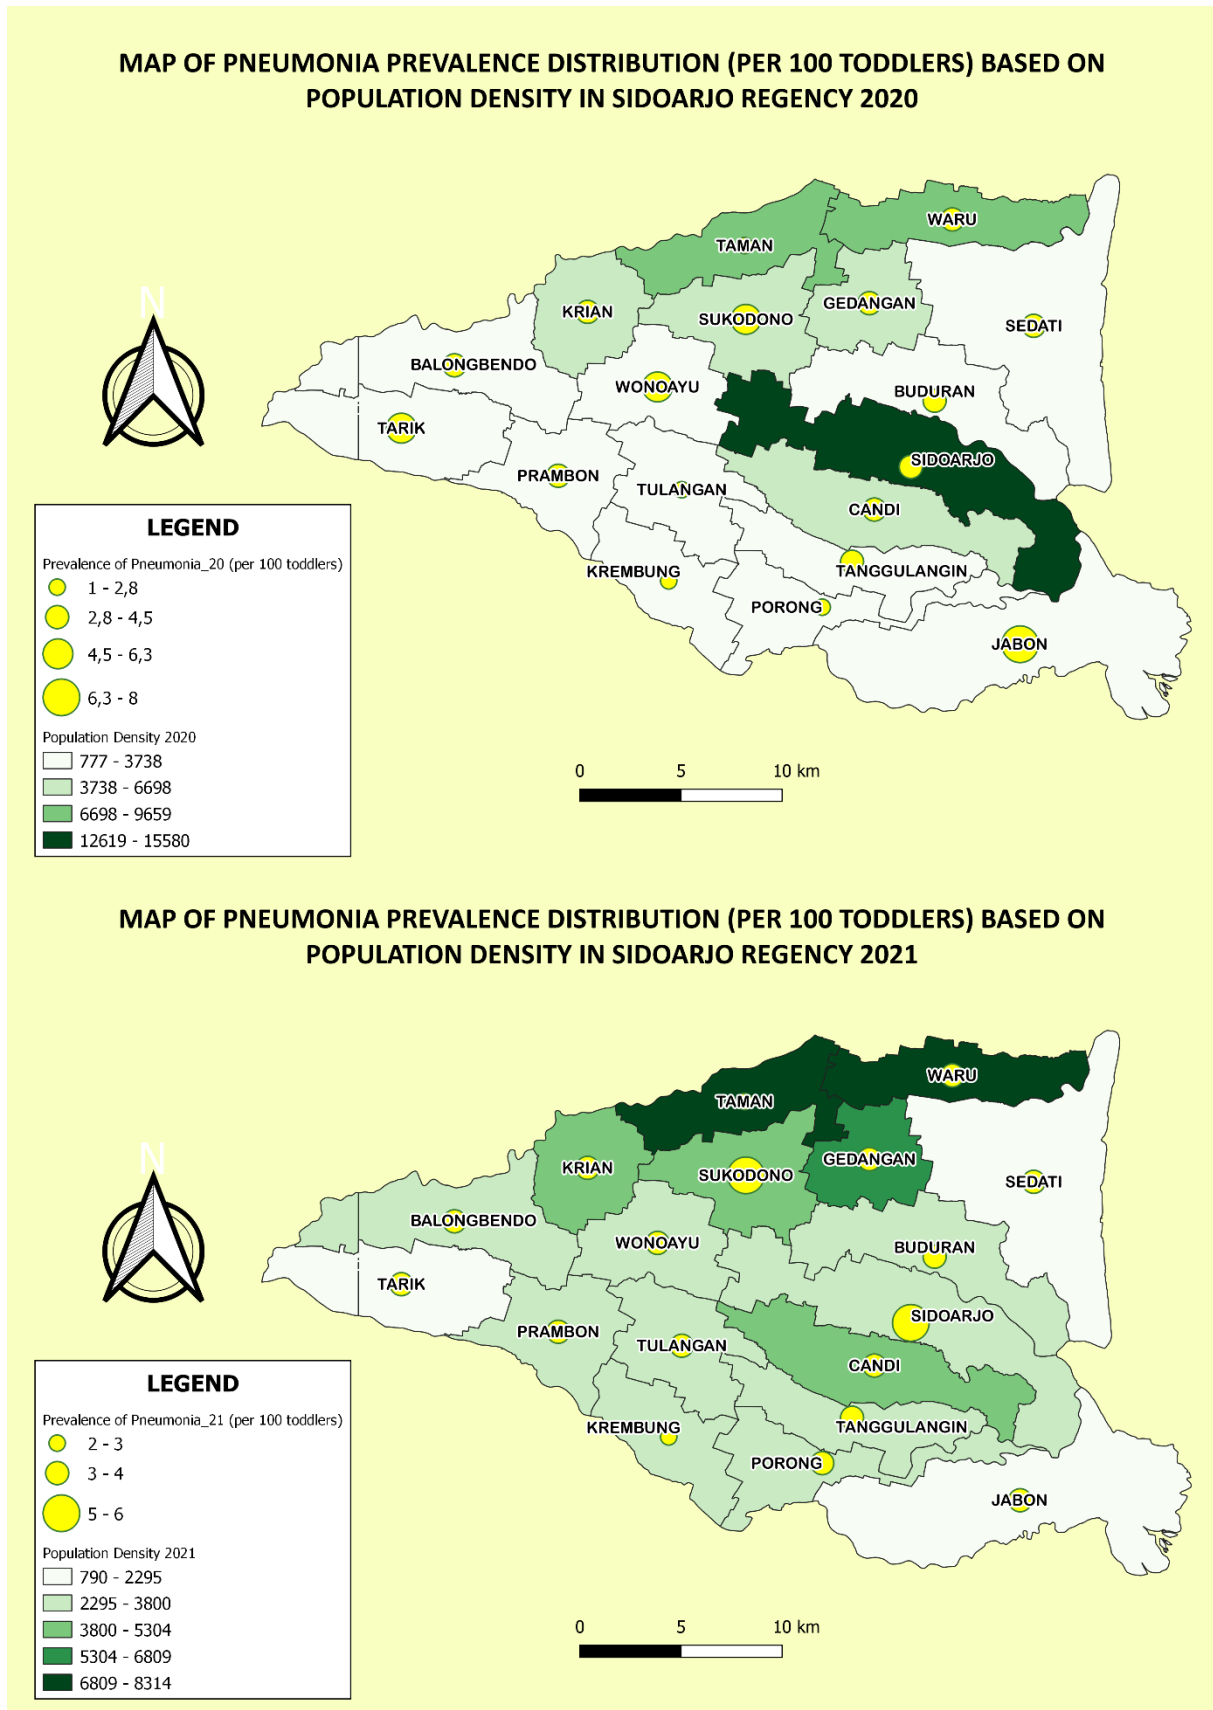 MAP OF PNEUMONIA PREVALENCE DISTRIBUTION (PER 100 TODDLERS) BASED ON
POPULATION DENSITY IN SIDOARJO REGENCY 2020
WARU
TAMAN
GEDANGAN
KRIAN
SUKODONO
SEDATI
N
BALONGBENDO
WONOAYU
BUDURAN
TARIK
SIDOARJO
PRAMBON
TULANGAN
CANDI
KREMBUNG
TANGGULANGIN
PORONG
JABON
LEGEND
Prevalence of Pneumonia_20 (per 100 toddlers)
1 - 2,8
2,8 - 4,5
4,5 - 6,3
6,3 - 8
Population Density 2020
777 - 3738
3738 - 6698
6698 - 9659
12619 - 15580
0 5 10 km
MAP OF PNEUMONIA PREVALENCE DISTRIBUTION (PER 100 TODDLERS) BASED ON
POPULATION DENSITY IN SIDOARJO REGENCY 2021
WARU
TAMAN
GEDANGAN
KRIAN
SUKODONO
SEDATI
N
BALONGBENDO
WONOAYU
BUDURAN
TARIK
SIDOARJO
PRAMBON
TULANGAN
CANDI
KREMBUNG
TANGGULANGIN
PORONG
JABON
LEGEND
Prevalence of Pneumonia_21 (per 100 toddlers)
2 - 3
3 - 4
5 - 6
Population Density 2021
790 - 2295
2295 - 3800
3800 - 5304
5304 - 6809
6809 - 8314
0 5 10 km